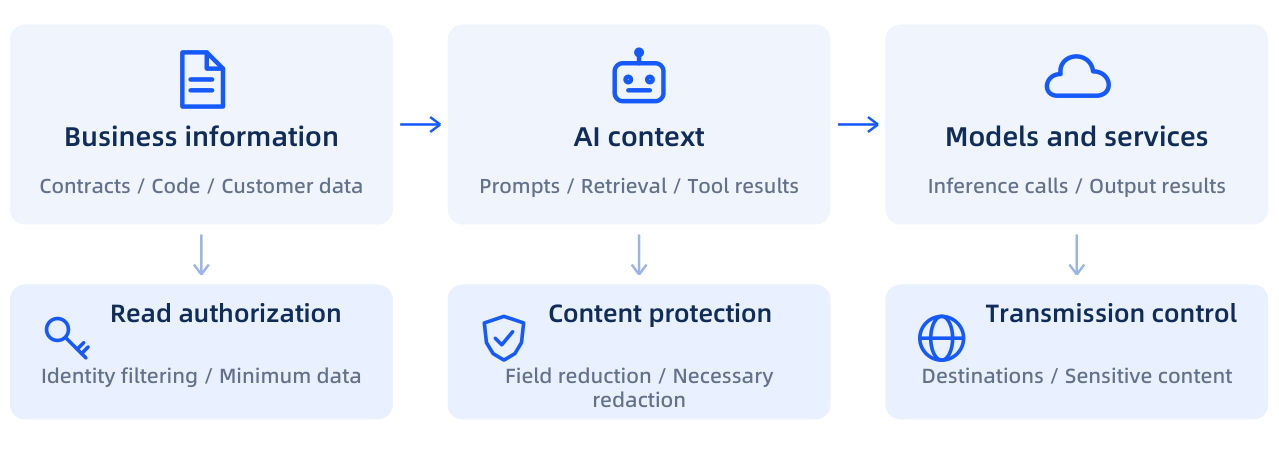 Business information
Contracts / Code / Customer data
AI context
Prompts / Retrieval / Tool results
Models and services
Inference calls / Output results
Read authorization
Identity filtering / Minimum data
Content protection
Field reduction / Necessary
redaction
Transmission control
Destinations / Sensitive content